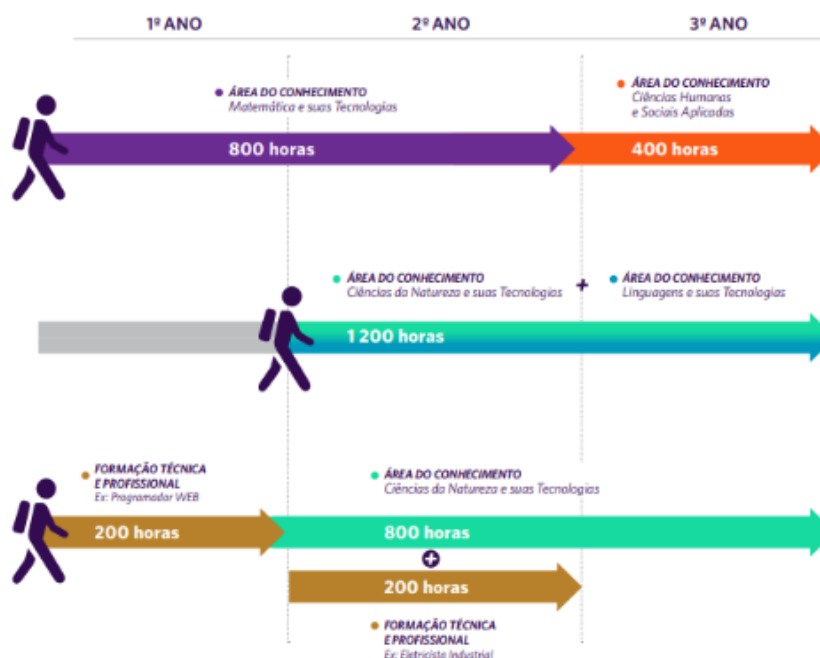 1º ANO
2º ANO
3º ANO
ÁREA DO CONHECIMENTO
Matemática e suas Tecnologias
ÁREA DO CONHECIMENTO
Ciências Humanas
e Sociais Aplicadas
800 horas
400 horas
ÁREA DO CONHECIMENTO
Ciências da Natureza e suas Tecnologias
+
ÁREA DO CONHECIMENTO
Linguagens e suas Tecnologias
1 200 horas
FORMAÇÃO TÉCNICA
E PROFISSIONAL
Ex: Programador WEB
ÁREA DO CONHECIMENTO
Ciências da Natureza e suas Tecnologias
200 horas
800 horas
+
200 horas
FORMAÇÃO TÉCNICA
E PROFISSIONAL
Ex: Eletricista Industrial